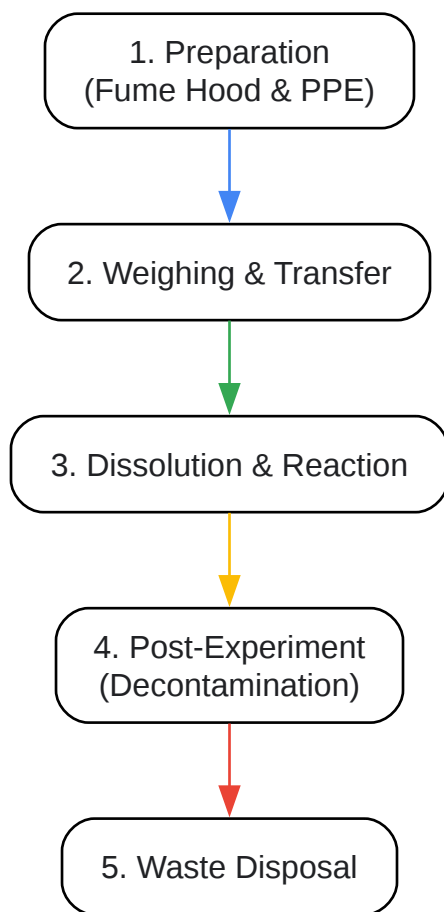 1. Preparation
(Fume Hood & PPE)
2. Weighing & Transfer
3. Dissolution & Reaction
4. Post-Experiment
(Decontamination)
5. Waste Disposal